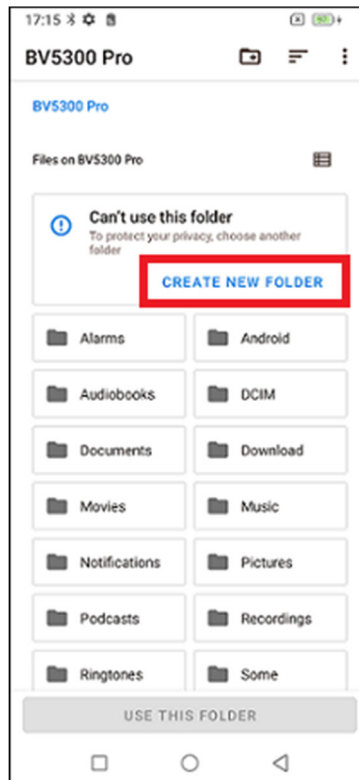 17:15
BV5300 Pro
BV5300 Pro
Files on BV5300 Pro
Can't use this folder
To protect your privacy, choose another
folder
CREATE NEW FOLDER
Alarms
Android
Audiobooks
DCIM
Documents
Download
Movies
Music
Notifications
Pictures
Podcasts
Recordings
Ringtones
Some
USE THIS FOLDER